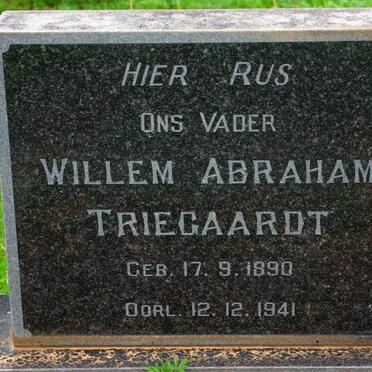 HIER RUS
ONS VADER
WILLEM ABRAHAM
TRIEGAARDT
GEB. 17. 9. 1890
OORL. 12. 12. 1941